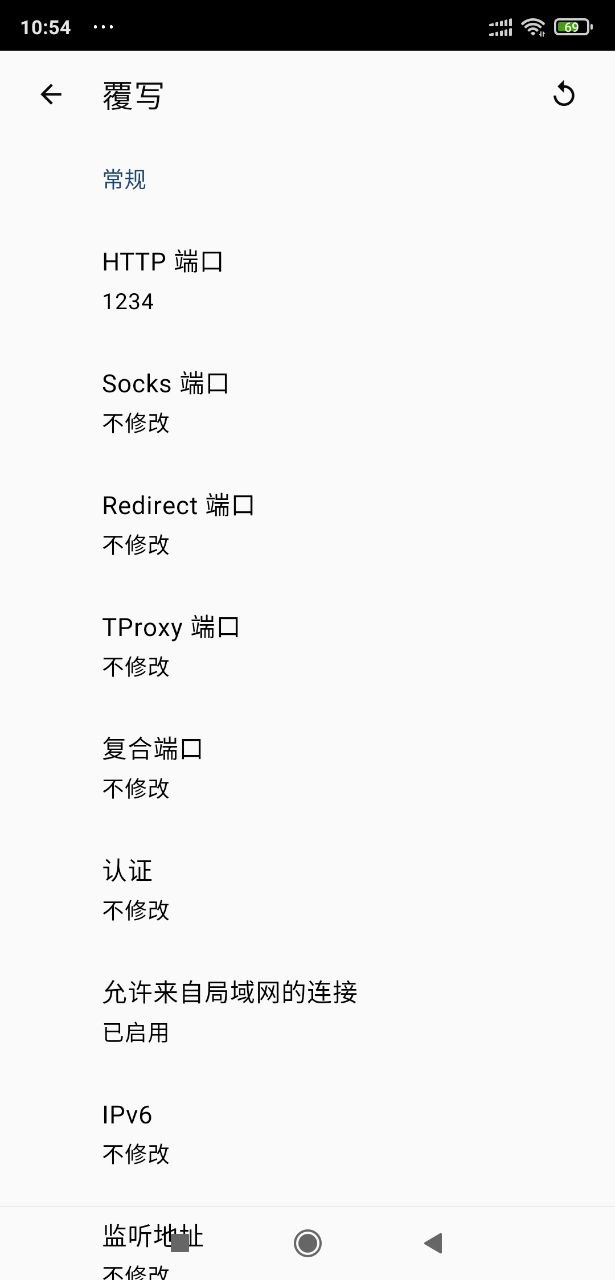 10:54 ...
69
覆写
常规
HTTP 端口
1234
Socks 端口
不修改
Redirect 端口
不修改
TProxy 端口
不修改
复合端口
不修改
认证
不修改
允许来自局域网的连接
已启用
IPv6
不修改
监听地址
不修改